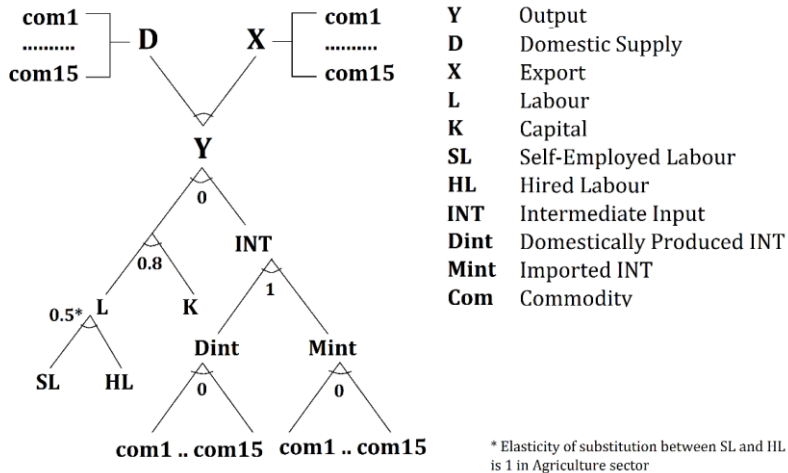 com1
..........
com15
D
X
com1
..........
com15
Y
0
0.8
INT
0.5*
L
K
1
SL
HL
Dint
Mint
0
0
com1 .. com15
com1 .. com15
Y Output
D Domestic Supply
X Export
L Labour
K Capital
SL Self-Employed Labour
HL Hired Labour
INT Intermediate Input
Dint Domestically Produced INT
Mint Imported INT
Com Commodity
* Elasticity of substitution between SL and HL
is 1 in Agriculture sector